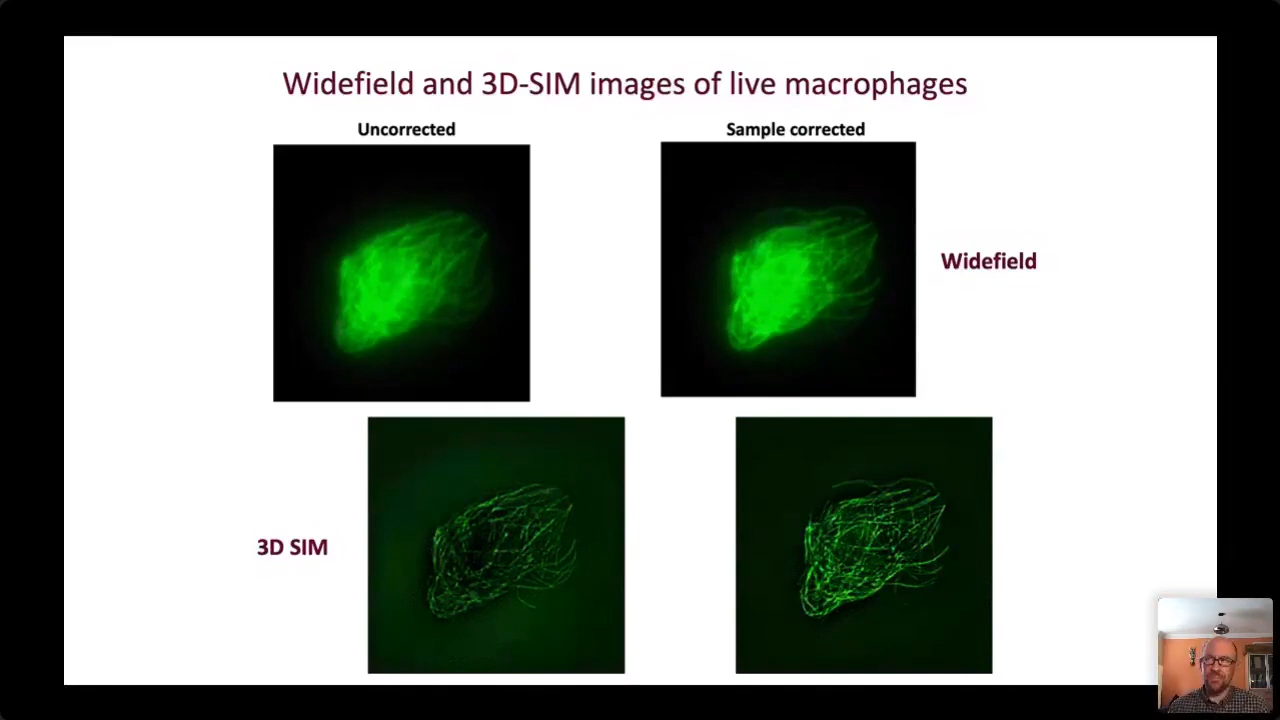 Widefield and 3D-SIM images of live macrophages
Uncorrected
Sample corrected
Widefield
3D SIM